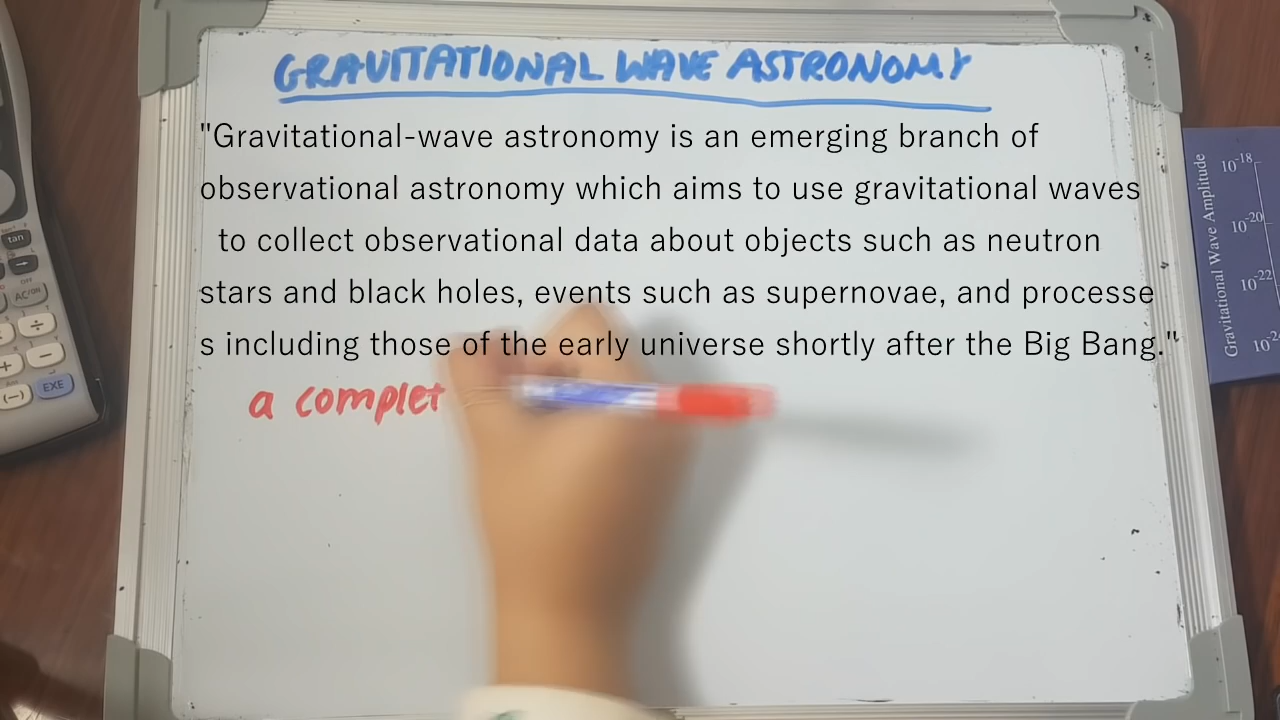 GRAVITATIONAL WAVE ASTRONOMY
"Gravitational-wave astronomy is an emerging branch of
observational astronomy which aims to use gravitational waves
to collect observational data about objects such as neutron
stars and black holes, events such as supernovae, and processe
s including those of the early universe shortly after the Big Bang."
a complet
tan
OFF
AC/ON
÷
+
−
(−)
EXE
Gravitational Wave Amplitude
10-18
10-20
10-22